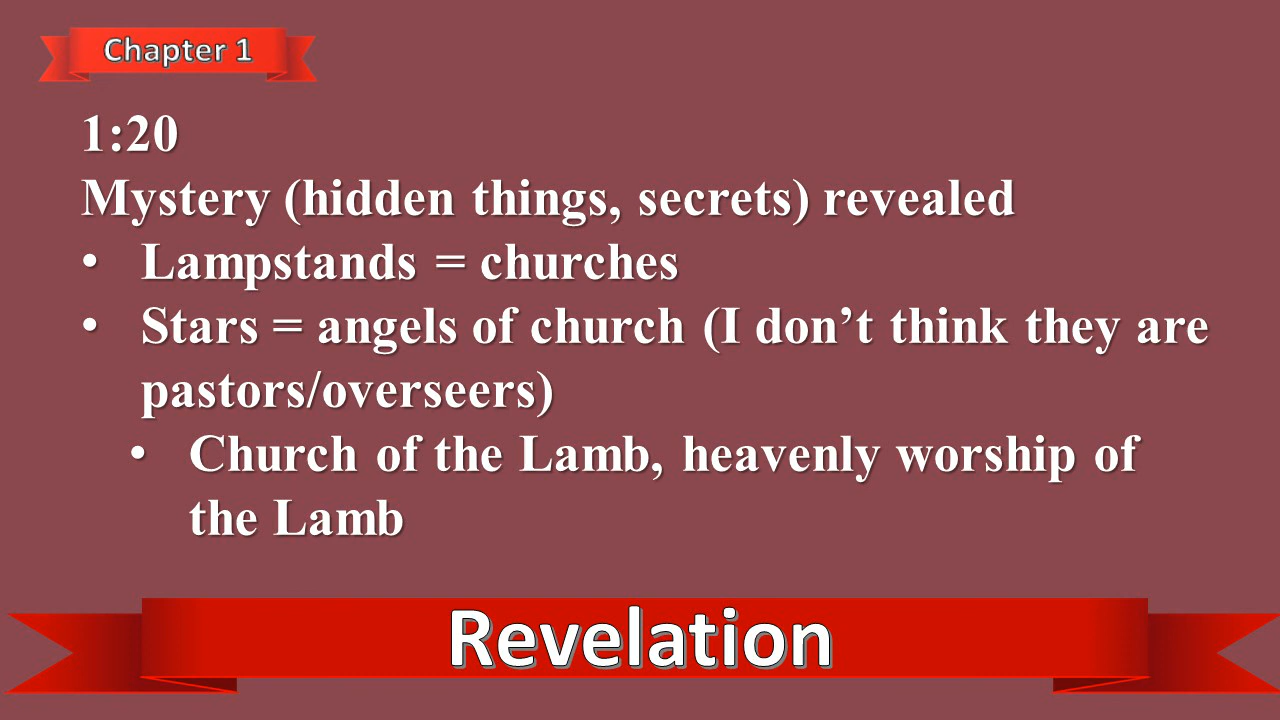 Chapter 1
1:20
Mystery (hidden things, secrets) revealed
• Lampstands = churches
• Stars = angels of church (I don’t think they are
pastors/overseers)
• Church of the Lamb, heavenly worship of
the Lamb
Revelation